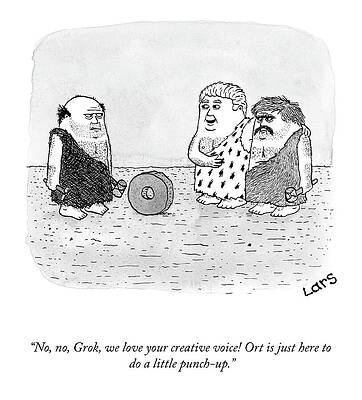 Lars
“No, no, Grok, we love your creative voice! Ort is just here to
do a little punch-up.”